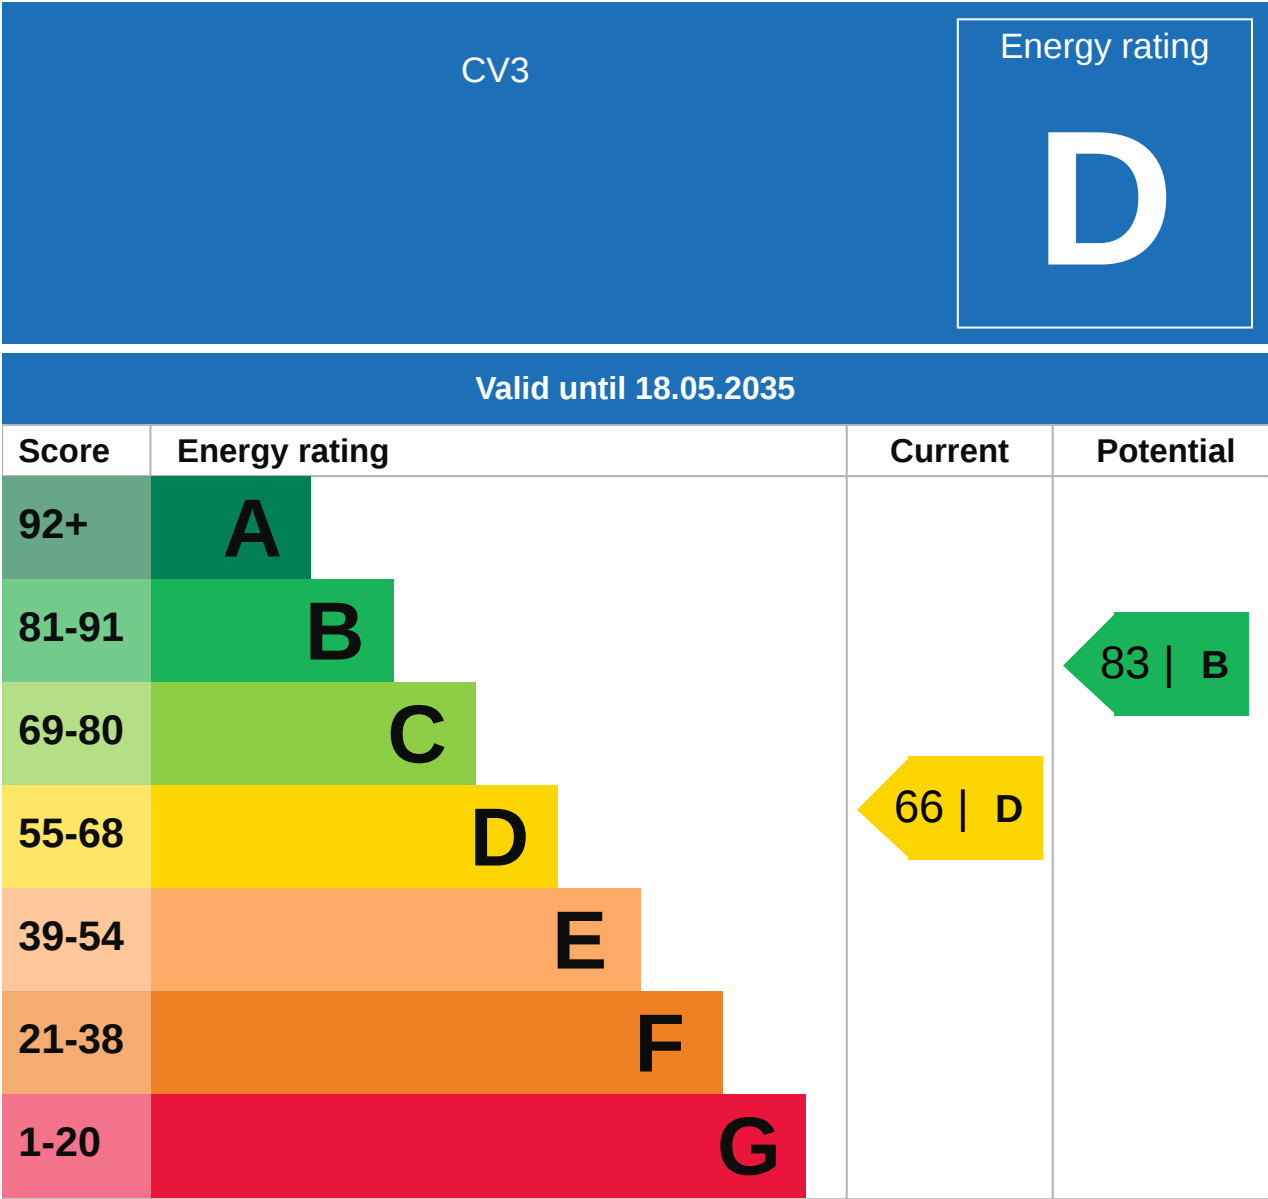 CV3
Energy rating
D
Valid until 18.05.2035
Score Energy rating Current Potential
92+ A
81-91 B
83 | B
69-80 C
55-68 D
66 | D
39-54 E
21-38 F
1-20 G